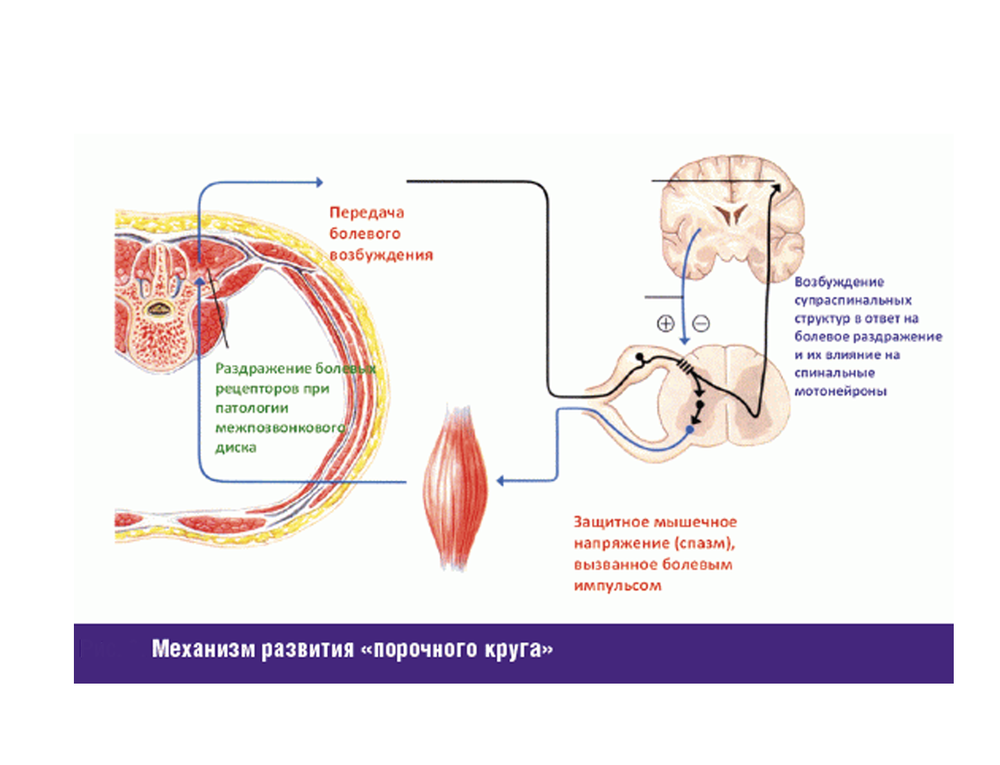 Передача
болевого
возбуждения
Возбуждение
супраспинальных
структур в ответ на
болевое раздражение
и их влияние на
спинальные
мотонейроны
+ −
Раздражение болевых
рецепторов при
патологии
межпозвонкового
диска
Защитное мышечное
напряжение (спазм),
вызванное болевым
импульсом
Механизм развития «порочного круга»